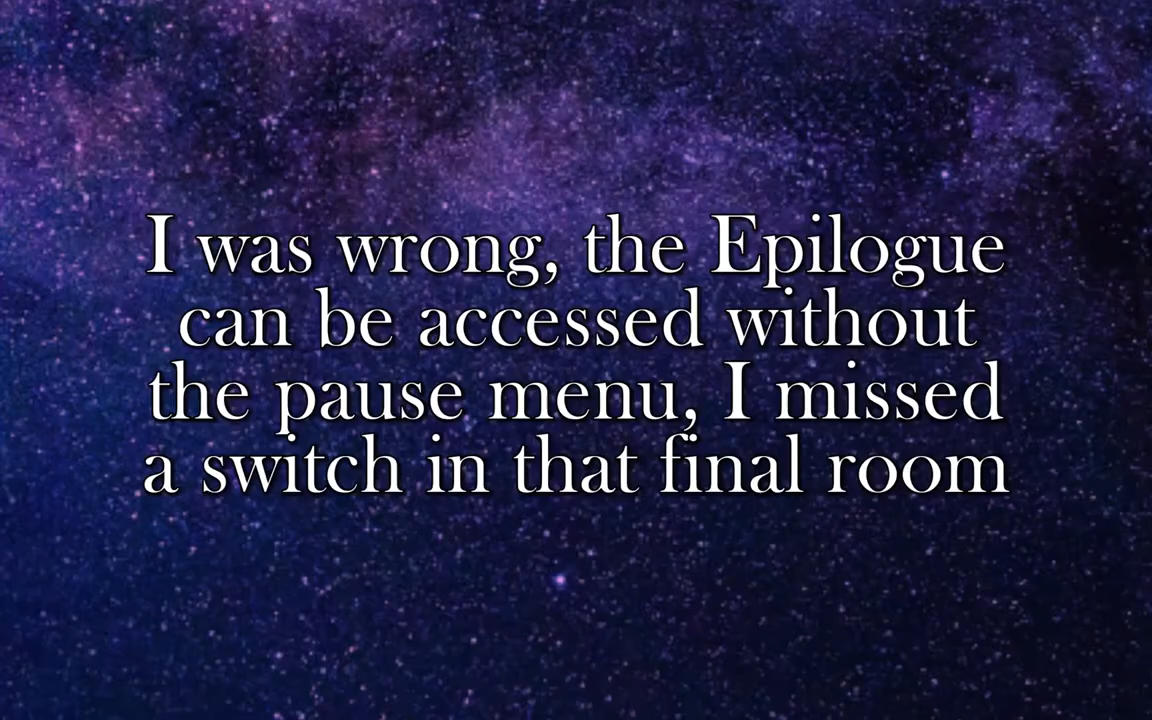 I was wrong, the Epilogue
can be accessed without
the pause menu, I missed
a switch in that final room